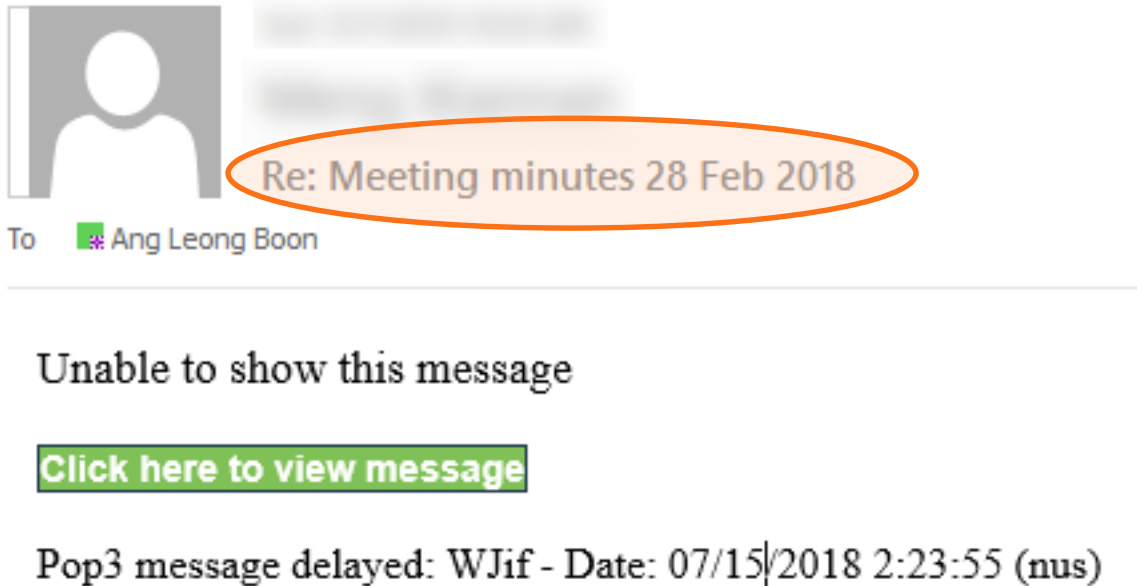 Re: Meeting minutes 28 Feb 2018
To Ang Leong Boon
Unable to show this message
Click here to view message
Pop3 message delayed: WJif - Date: 07/15/2018 2:23:55 (nus)